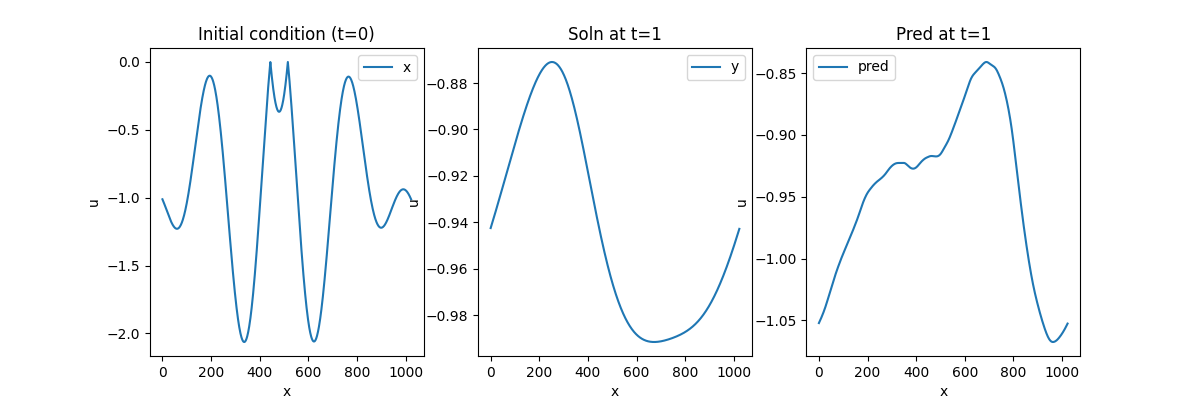 Initial condition (t=0)
x
0.0
−0.5
−1.0
−1.5
−2.0
u
0 200 400 600 800 1000
x
Soln at t=1
y
−0.88
−0.90
−0.92
−0.94
−0.96
−0.98
u
0 200 400 600 800 1000
x
Pred at t=1
pred
−0.85
−0.90
−0.95
−1.00
−1.05
u
0 200 400 600 800 1000
x